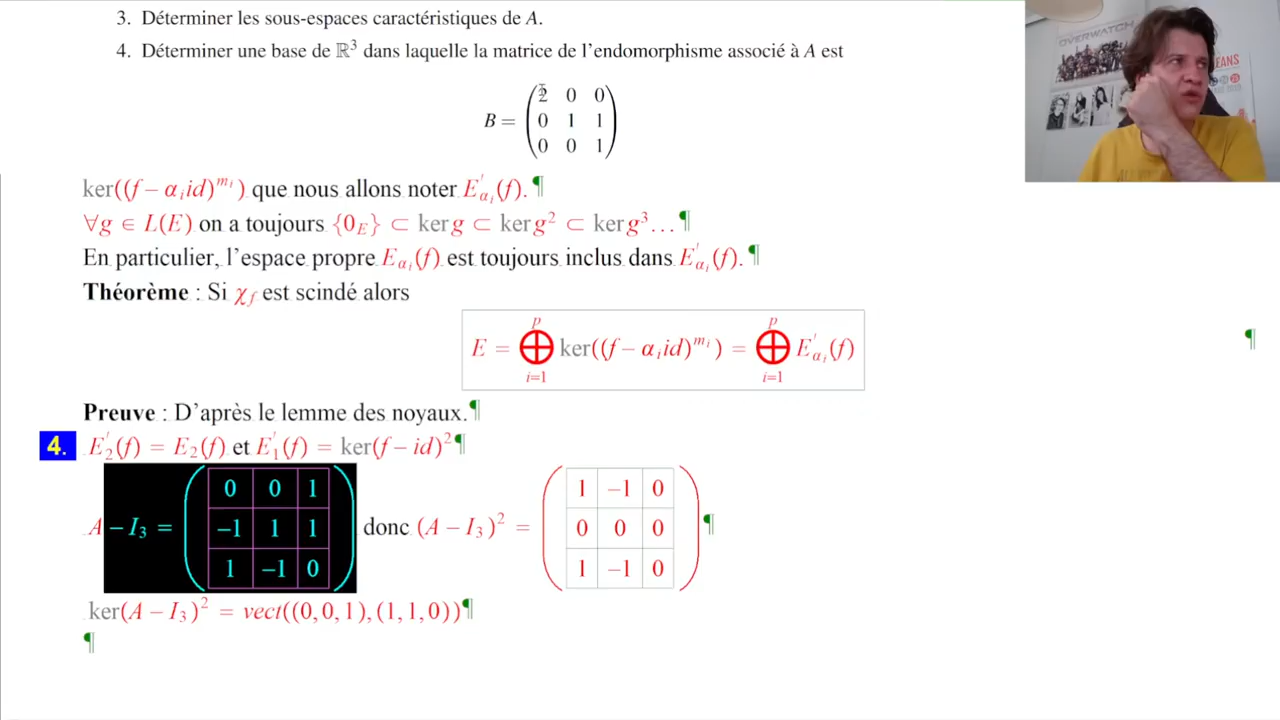 3. Déterminer les sous-espaces caractéristiques de A.
4. Déterminer une base de ℝ³ dans laquelle la matrice de l'endomorphisme associé à A est
B = (2 0 0
0 1 1
0 0 1)
ker((f − α_i id)^{m_i}) que nous allons noter E'_{α_i}(f).¶
∀g ∈ L(E) on a toujours {0_E} ⊂ ker g ⊂ ker g² ⊂ ker g³…¶
En particulier, l'espace propre E_{α_i}(f) est toujours inclus dans E'_{α_i}(f).¶
Théorème : Si χ_f est scindé alors
E = ⊕_{i=1}^{p} ker((f − α_i id)^{m_i}) = ⊕_{i=1}^{p} E'_{α_i}(f) ¶
Preuve : D'après le lemme des noyaux.¶
4. E'_2(f) = E_2(f) et E'_1(f) = ker(f − id)²¶
A − I_3 = (0 0 1
−1 1 1
1 −1 0) donc (A − I_3)² = (1 −1 0
0 0 0
1 −1 0)¶
ker(A − I_3)² = vect((0, 0, 1), (1, 1, 0))¶
¶
OVERWATCH